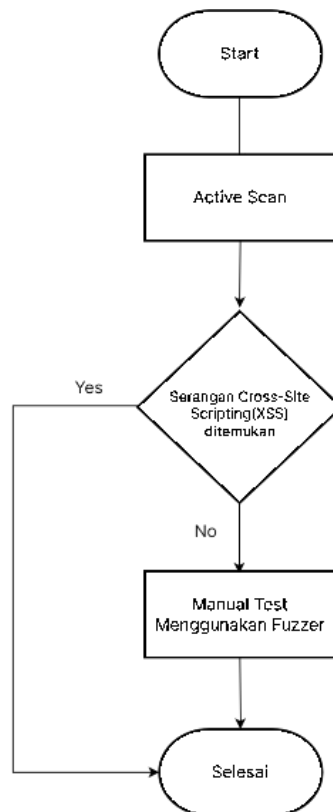 Start
Active Scan
Serangan Cross-Site
Scripting(XSS)
ditemukan
Yes
No
Manual Test
Menggunakan Fuzzer
Selesai